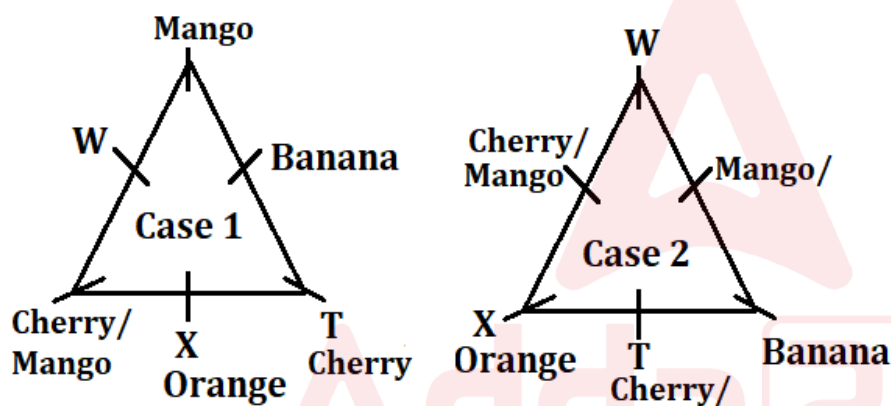 Mango
W
Banana
Case 1
Cherry/
Mango
X
Orange
T
Cherry
W
Cherry/
Mango
Mango/
Case 2
X
Orange
T
Cherry/
Banana